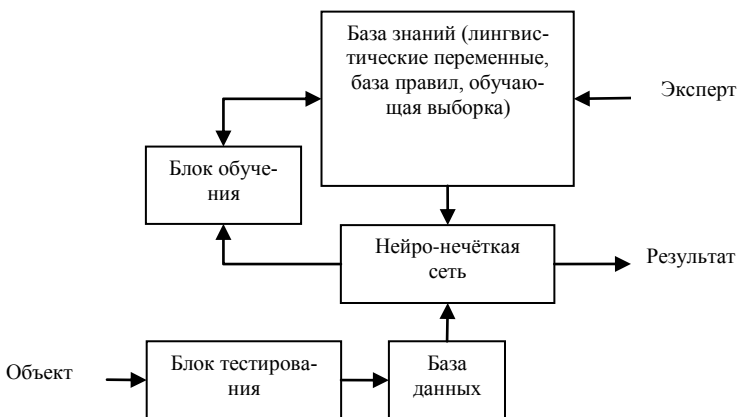 База знаний (лингвис-
тические переменные,
база правил, обучаю-
щая выборка)
Эксперт
Блок обуче-
ния
Нейро-нечёткая
сеть
Результат
Объект
Блок тестирова-
ния
База
данных